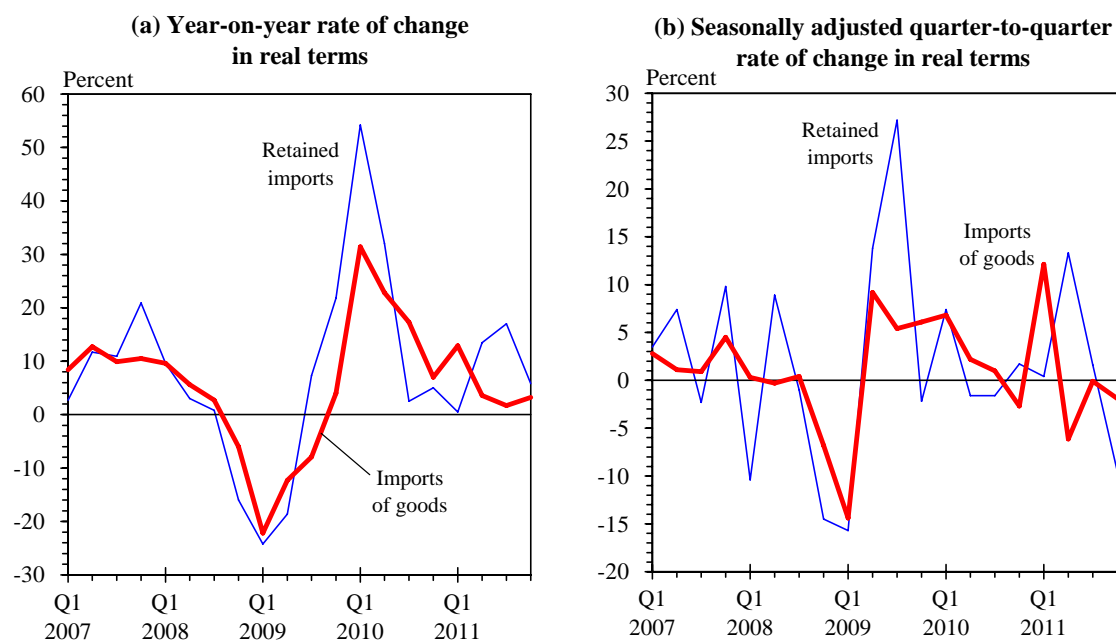 (a) Year-on-year rate of change
in real terms
Percent
60
50
40
30
20
10
0
-10
-20
-30
Retained
imports
Imports
of goods
Q1
2007
Q1
2008
Q1
2009
Q1
2010
Q1
2011
(b) Seasonally adjusted quarter-to-quarter
rate of change in real terms
Percent
30
25
20
15
10
5
0
-5
-10
-15
-20
Retained
imports
Imports
of goods
Q1
2007
Q1
2008
Q1
2009
Q1
2010
Q1
2011